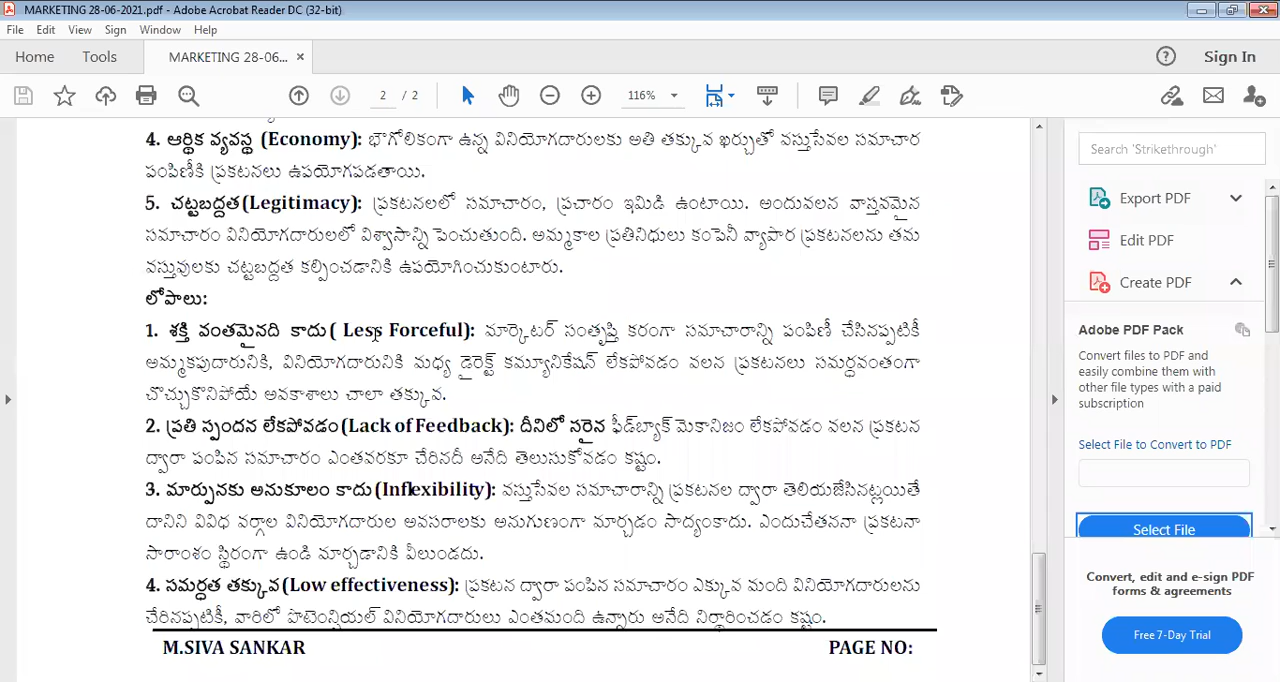 MARKETING 28-06-2021.pdf - Adobe Acrobat Reader DC (32-bit)
File Edit View Sign Window Help
Home Tools MARKETING 28-06... × Sign In
2 / 2 116%
4. ఆర్థిక వ్యవస్థ (Economy): భౌగోలికంగా ఉన్న వినియోగదారులకు అతి తక్కువ ఖర్చుతో వస్తుసేవల సమాచార
పంపిణీకి ప్రకటనలు ఉపయోగపడతాయి.
5. చట్టబద్దత(Legitimacy): ప్రకటనలలో సమాచారం, ప్రచారం ఇమిడి ఉంటాయి. అందువలన వాస్తవమైన
సమాచారం వినియోగదారులలో విశ్వాసాన్ని పెంచుతుంది. అమ్మకాల ప్రతినిధులు కంపెనీ వ్యాపార ప్రకటనలను తమ
వస్తువులకు చట్టబద్దత కల్పించడానికి ఉపయోగించుకుంటారు.
లోపాలు:
1. శక్తి వంతమైనది కాదు( Less Forceful): మార్కెటర్ సంతృప్తి కరంగా సమాచారాన్ని పంపిణీ చేసినప్పటికీ
అమ్మకపుదారునికి, వినియోగదారునికి మధ్య డైరెక్ట్ కమ్యూనికేషన్ లేకపోవడం వలన ప్రకటనలు సమర్ధవంతంగా
చొచ్చుకొనిపోయే అవకాశాలు చాలా తక్కువ.
2. ప్రతి స్పందన లేకపోవడం(Lack of Feedback): దీనిలో సరైన ఫీడ్‌బ్యాక్ మెకానిజం లేకపోవడం వలన ప్రకటన
ద్వారా పంపిన సమాచారం ఎంతవరకూ చేరినదీ అనేది తెలుసుకోవడం కష్టం.
3. మార్పునకు అనుకూలం కాదు(Inflexibility): వస్తుసేవల సమాచారాన్ని ప్రకటనల ద్వారా తెలియజేసినట్లయితే
దానిని వివిధ వర్గాల వినియోగదారుల అవసరాలకు అనుగుణంగా మార్చడం సాద్యంకాదు. ఎందుచేతననా ప్రకటనా
సారాంశం స్థిరంగా ఉండి మార్చడానికి వీలుండదు.
4. సమర్ధత తక్కువ(Low effectiveness): ప్రకటన ద్వారా పంపిన సమాచారం ఎక్కువ మంది వినియోగదారులను
చేరినప్పటికీ, వారిలో పొటెన్షియల్ వినియోగదారులు ఎంతమంది ఉన్నారు అనేది నిర్ధారించడం కష్టం.
M.SIVA SANKAR PAGE NO:
Search 'Strikethrough'
Export PDF
Edit PDF
Create PDF
Adobe PDF Pack
Convert files to PDF and
easily combine them with
other file types with a paid
subscription
Select File to Convert to PDF
Select File
Convert, edit and e-sign PDF
forms & agreements
Free 7-Day Trial